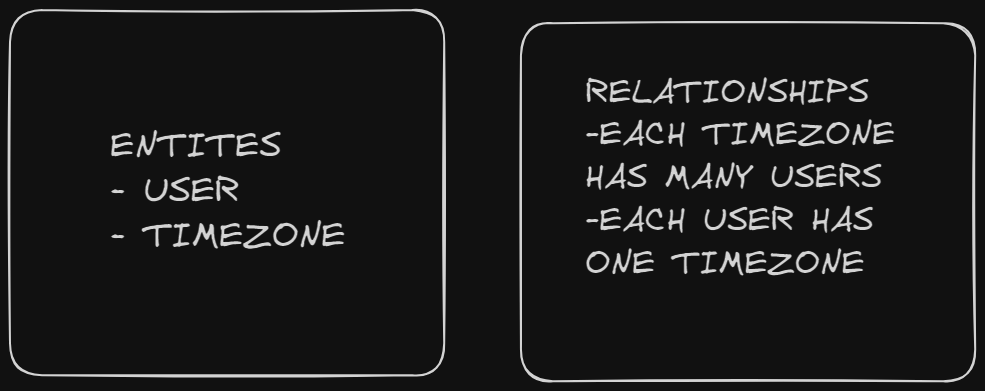 ENTITES
- USER
- TIMEZONE
RELATIONSHIPS
-EACH TIMEZONE
HAS MANY USERS
-EACH USER HAS
ONE TIMEZONE